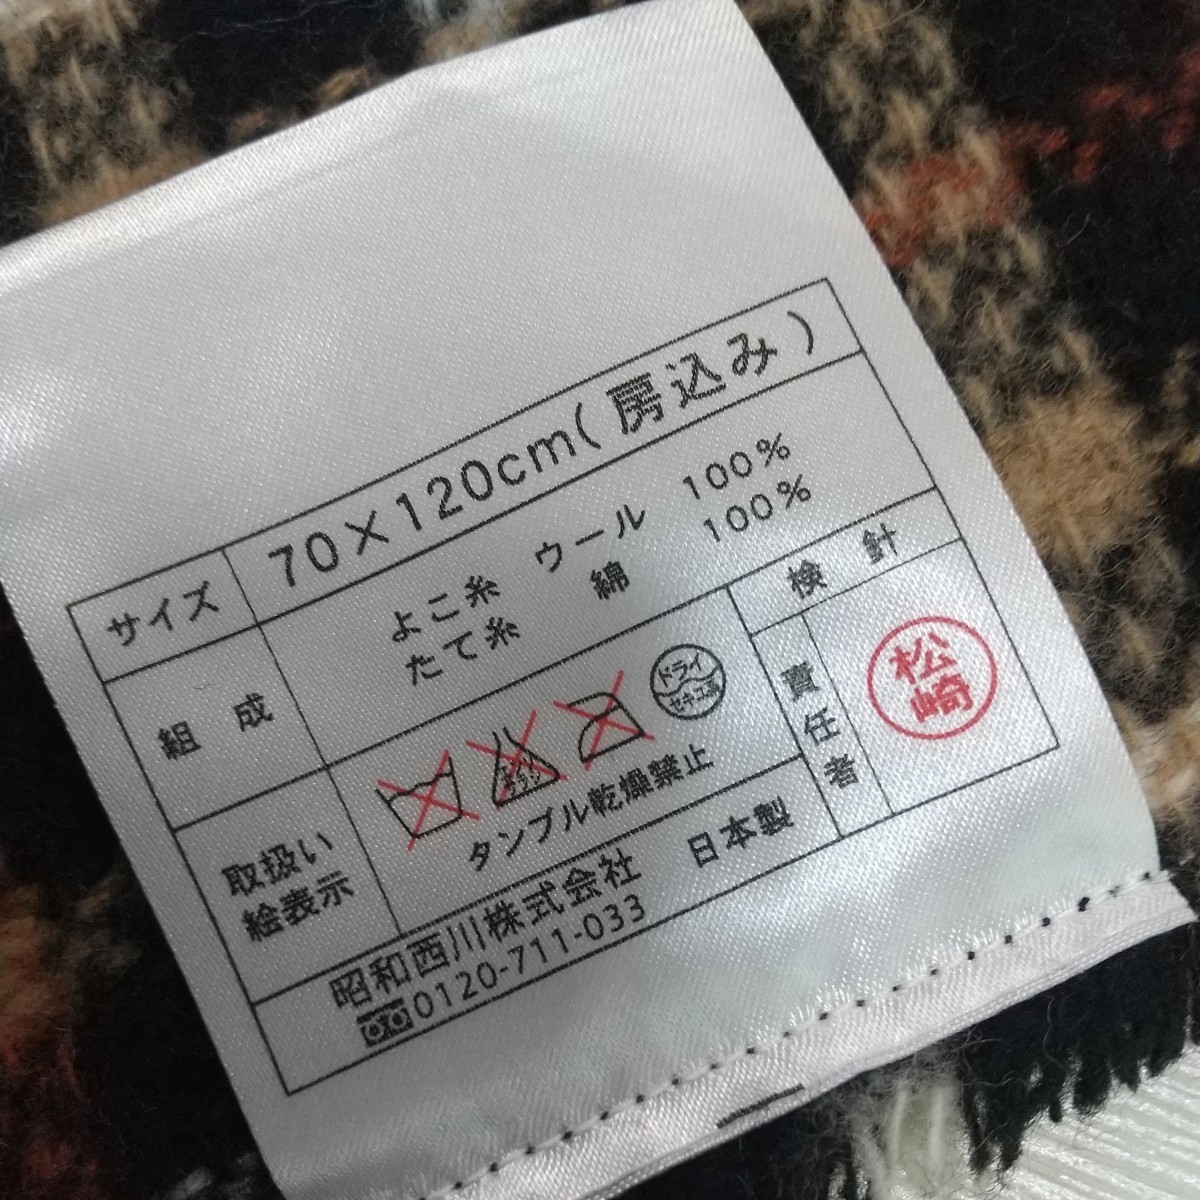 サイズ 70×120cm(房込み)
組成 よこ糸 ウール 100%
たて糸 綿 100%
取扱い
絵表示
ドライ
セキユ系
タンブル乾燥禁止
検針
責任者
松崎
昭和西川株式会社 日本製
0120-711-033